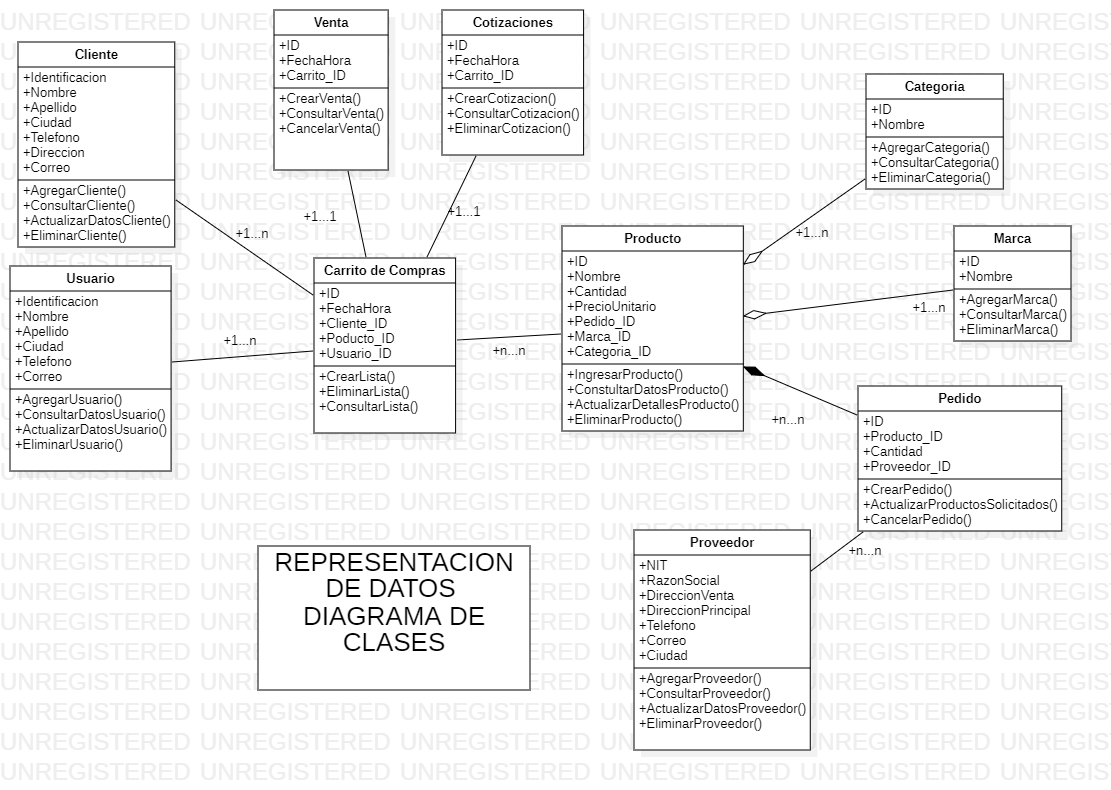 Cliente
+Identificacion
+Nombre
+Apellido
+Ciudad
+Telefono
+Direccion
+Correo
+AgregarCliente()
+ConsultarCliente()
+ActualizarDatosCliente()
+EliminarCliente()
Venta
+ID
+FechaHora
+Carrito_ID
+CrearVenta()
+ConsultarVenta()
+CancelarVenta()
Cotizaciones
+ID
+FechaHora
+Carrito_ID
+CrearCotizacion()
+ConsultarCotizacion()
+EliminarCotizacion()
Categoria
+ID
+Nombre
+AgregarCategoria()
+ConsultarCategoria()
+EliminarCategoria()
+1...1
+1...1
+1...n
+1...n
Usuario
+Identificacion
+Nombre
+Apellido
+Ciudad
+Telefono
+Correo
+AgregarUsuario()
+ConsultarDatosUsuario()
+ActualizarDatosUsuario()
+EliminarUsuario()
+1...n
Carrito de Compras
+ID
+FechaHora
+Cliente_ID
+Poducto_ID
+Usuario_ID
+CrearLista()
+EliminarLista()
+ConsultarLista()
+n...n
Producto
+ID
+Nombre
+Cantidad
+PrecioUnitario
+Pedido_ID
+Marca_ID
+Categoria_ID
+IngresarProducto()
+ConstultarDatosProducto()
+ActualizarDetallesProducto()
+EliminarProducto()
Marca
+ID
+Nombre
+AgregarMarca()
+ConsultarMarca()
+EliminarMarca()
+1...n
+n...n
Pedido
+ID
+Producto_ID
+Cantidad
+Proveedor_ID
+CrearPedido()
+ActualizarProductosSolicitados()
+CancelarPedido()
+n...n
Proveedor
+NIT
+RazonSocial
+DireccionVenta
+DireccionPrincipal
+Telefono
+Correo
+Ciudad
+AgregarProveedor()
+ConsultarProveedor()
+ActualizarDatosProveedor()
+EliminarProveedor()
REPRESENTACION
DE DATOS
DIAGRAMA DE
CLASES
UNREGISTERED